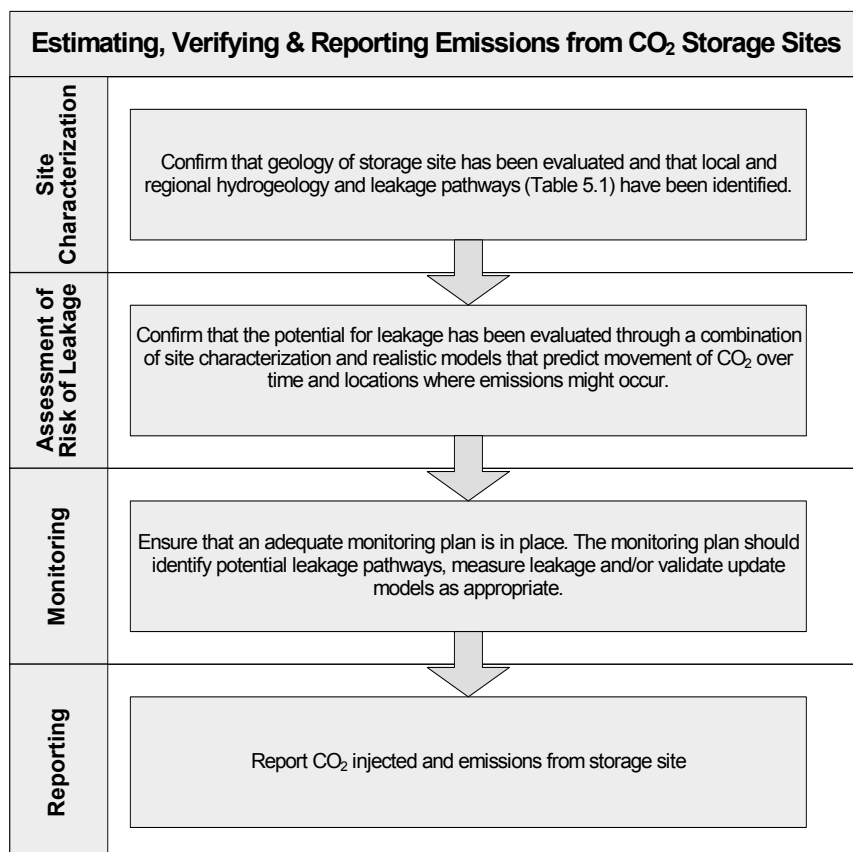 Estimating, Verifying & Reporting Emissions from CO₂ Storage Sites
Site
Characterization
Confirm that geology of storage site has been evaluated and that local and
regional hydrogeology and leakage pathways (Table 5.1) have been identified.
Assessment of
Risk of Leakage
Confirm that the potential for leakage has been evaluated through a combination
of site characterization and realistic models that predict movement of CO₂ over
time and locations where emissions might occur.
Monitoring
Ensure that an adequate monitoring plan is in place. The monitoring plan should
identify potential leakage pathways, measure leakage and/or validate update
models as appropriate.
Reporting
Report CO₂ injected and emissions from storage site